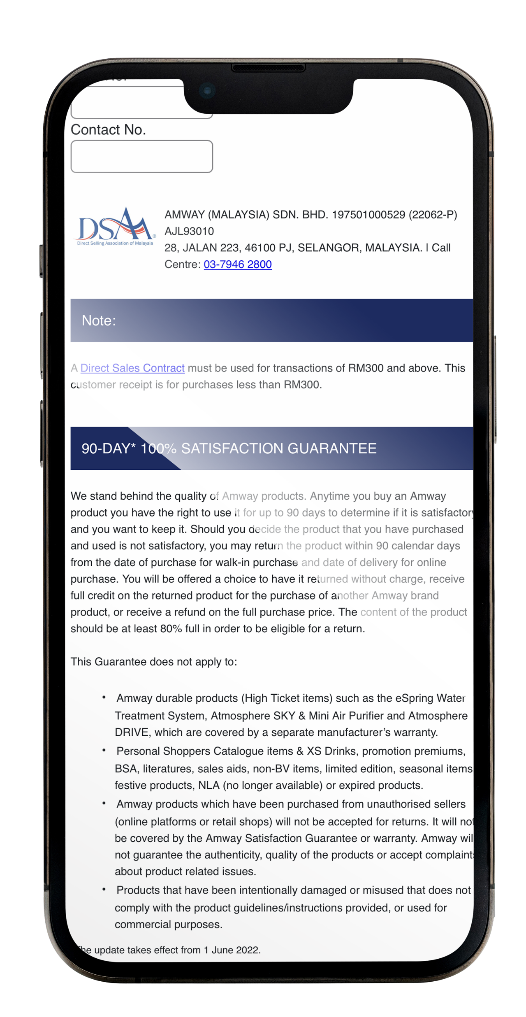 Contact No.
DSAM
Direct Selling Association of Malaysia
AMWAY (MALAYSIA) SDN. BHD. 197501000529 (22062-P)
AJL93010
28, JALAN 223, 46100 PJ, SELANGOR, MALAYSIA. I Call
Centre: 03-7946 2800
Note:
A Direct Sales Contract must be used for transactions of RM300 and above. This
customer receipt is for purchases less than RM300.
90-DAY* 100% SATISFACTION GUARANTEE
We stand behind the quality of Amway products. Anytime you buy an Amway
product you have the right to use it for up to 90 days to determine if it is satisfactory
and you want to keep it. Should you decide the product that you have purchased
and used is not satisfactory, you may return the product within 90 calendar days
from the date of purchase for walk-in purchase and date of delivery for online
purchase. You will be offered a choice to have it returned without charge, receive
full credit on the returned product for the purchase of another Amway brand
product, or receive a refund on the full purchase price. The content of the product
should be at least 80% full in order to be eligible for a return.
This Guarantee does not apply to:
• Amway durable products (High Ticket items) such as the eSpring Water
Treatment System, Atmosphere SKY & Mini Air Purifier and Atmosphere
DRIVE, which are covered by a separate manufacturer's warranty.
• Personal Shoppers Catalogue items & XS Drinks, promotion premiums,
BSA, literatures, sales aids, non-BV items, limited edition, seasonal items
festive products, NLA (no longer available) or expired products.
• Amway products which have been purchased from unauthorised sellers
(online platforms or retail shops) will not be accepted for returns. It will not
be covered by the Amway Satisfaction Guarantee or warranty. Amway will
not guarantee the authenticity, quality of the products or accept complaints
about product related issues.
• Products that have been intentionally damaged or misused that does not
comply with the product guidelines/instructions provided, or used for
commercial purposes.
The update takes effect from 1 June 2022.